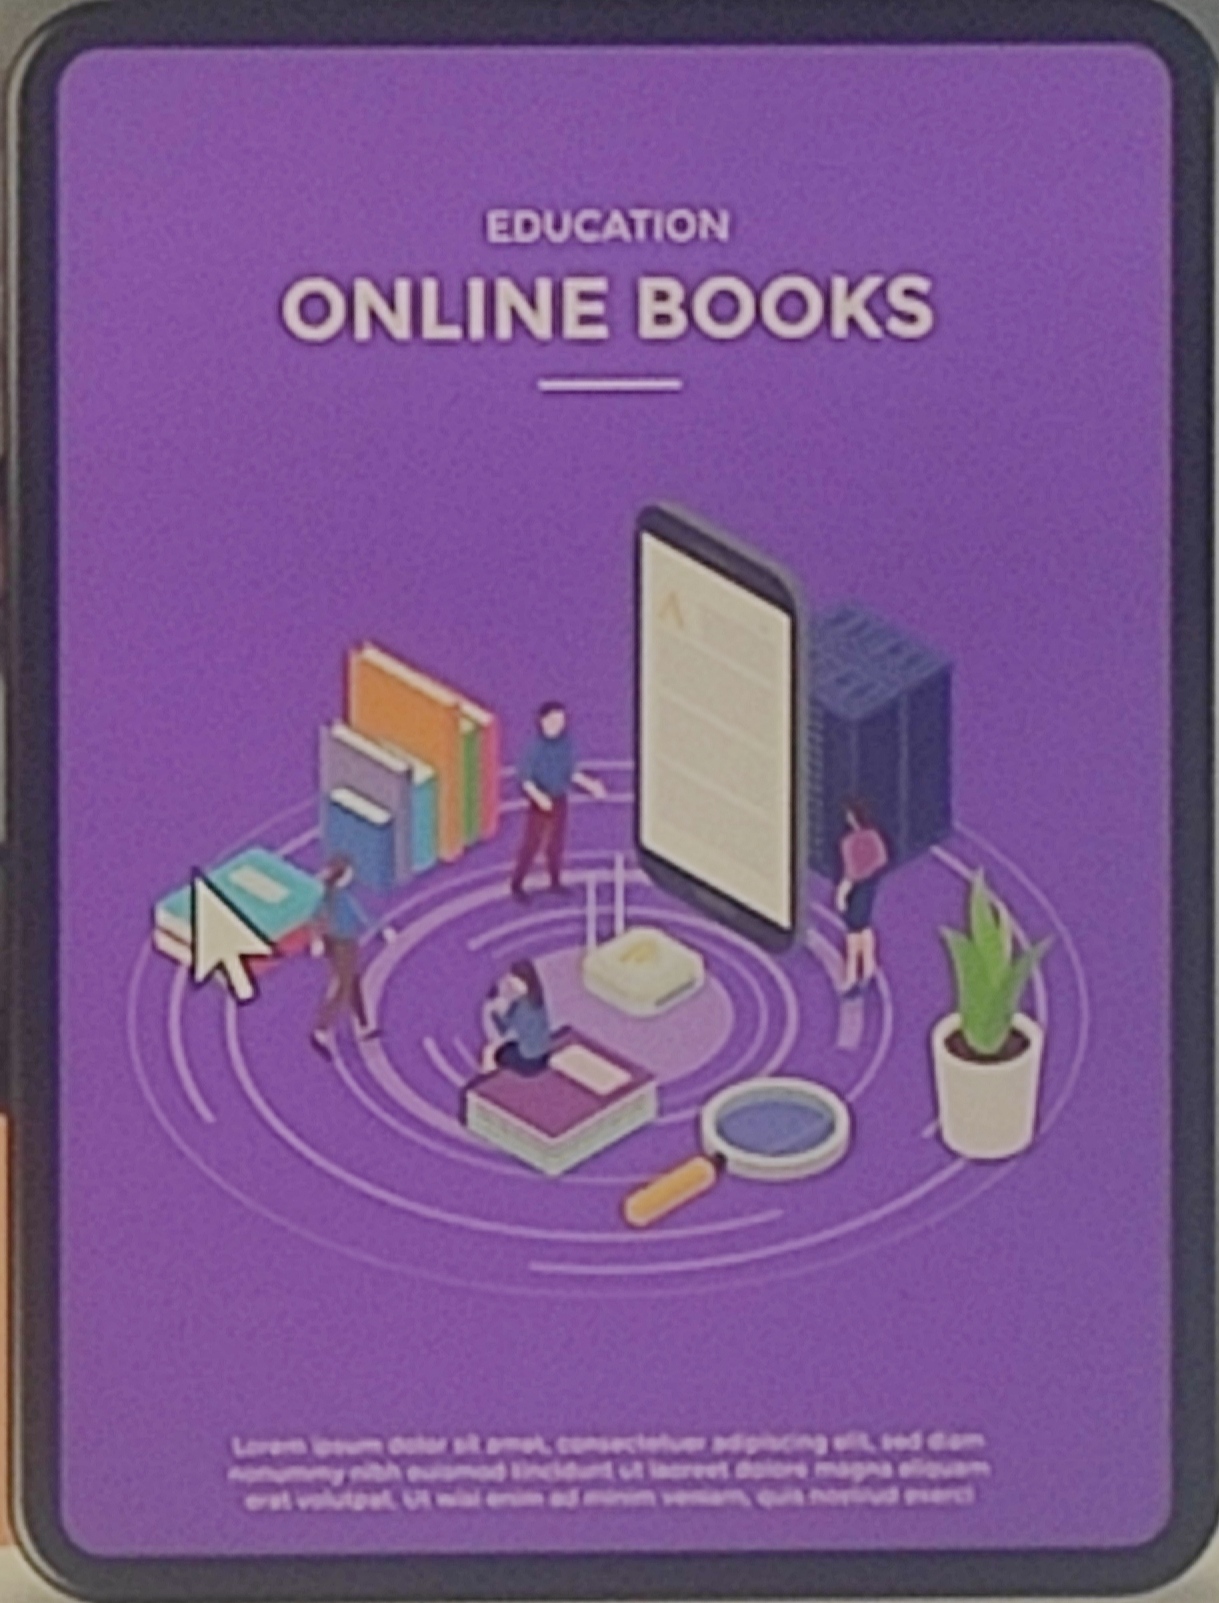 EDUCATION
ONLINE BOOKS
Lorem ipsum dolor sit amet, consectetuer adipiscing elit, sed diam
nonummy nibh euismod tincidunt ut laoreet dolore magna aliquam
erat volutpat. Ut wisi enim ad minim veniam, quis nostrud exerci